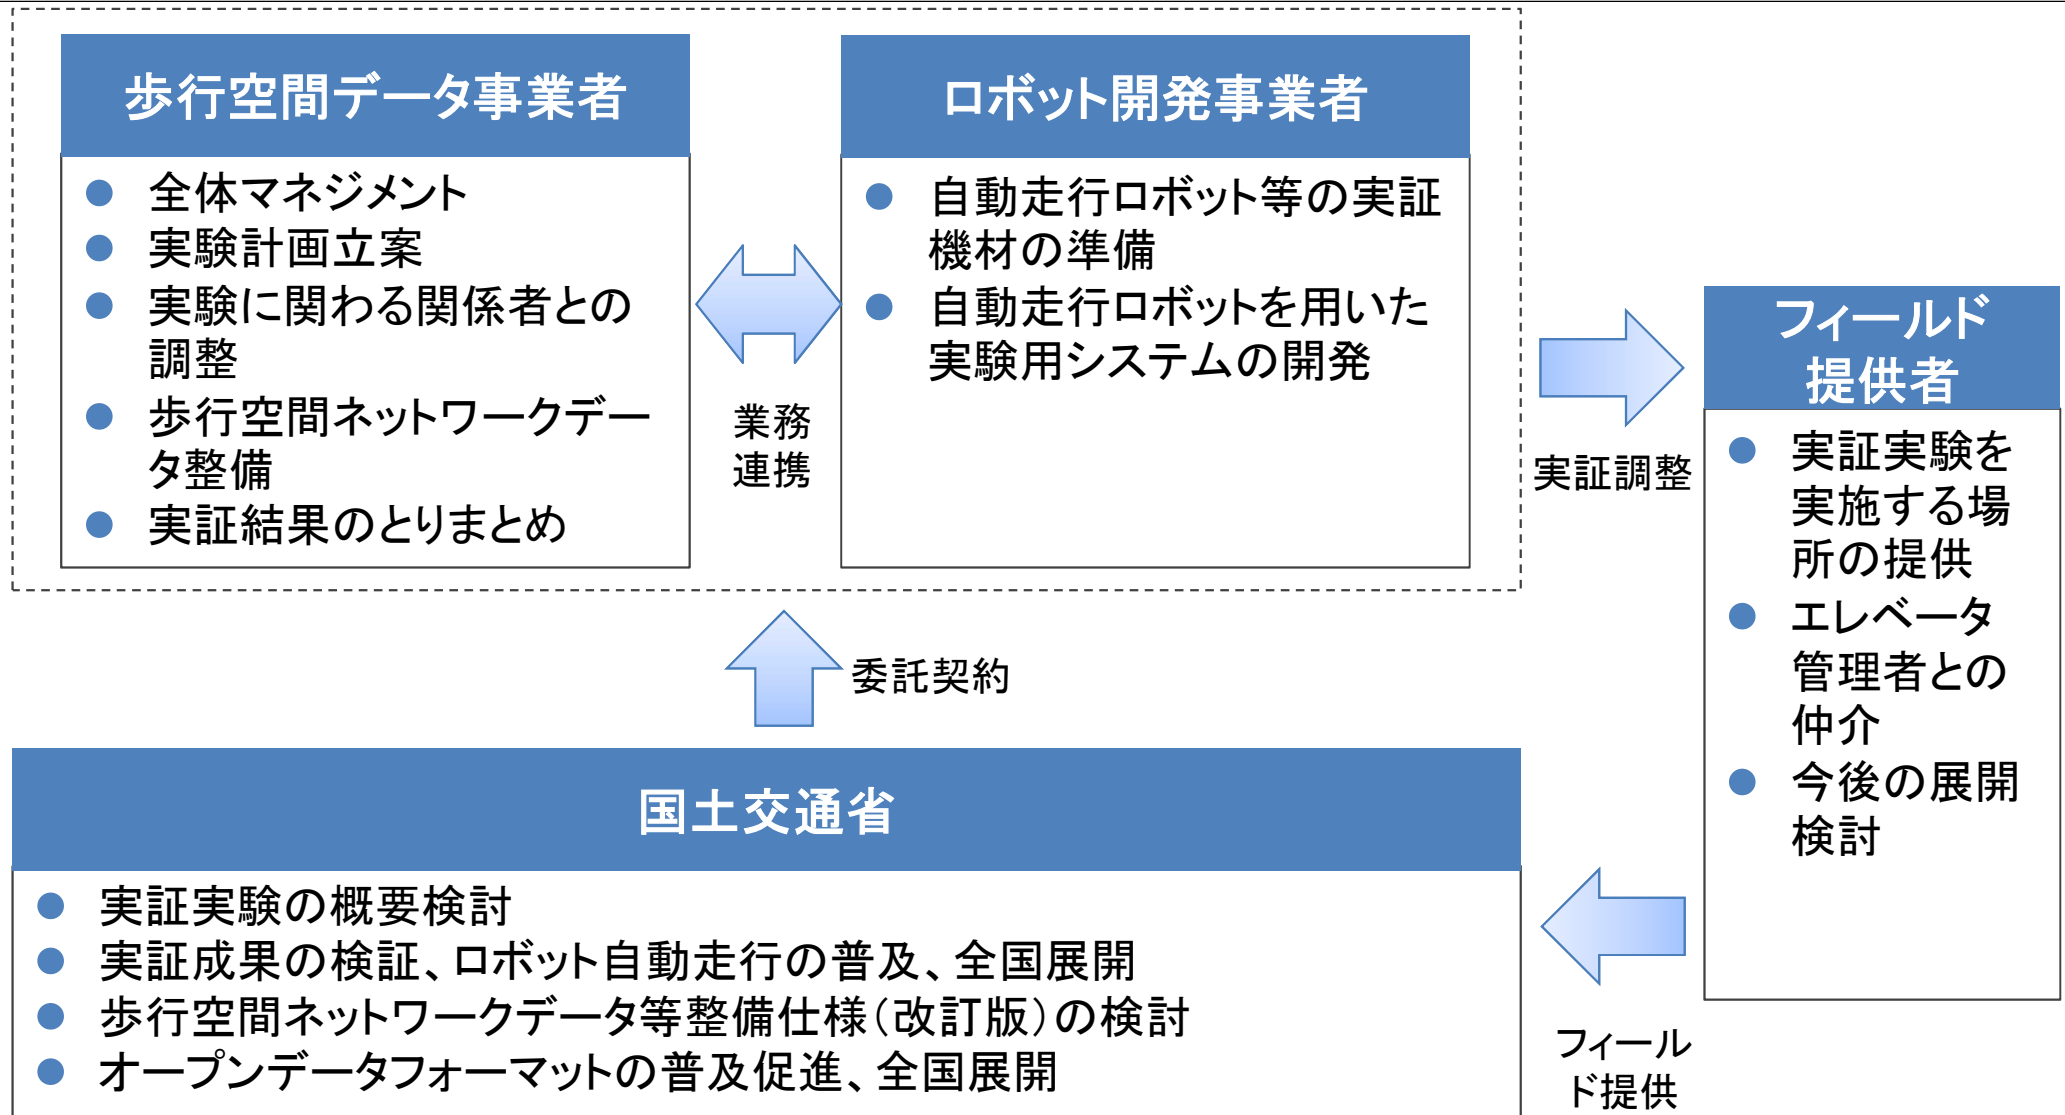 歩行空間データ事業者
全体マネジメント
実験計画立案
実験に関わる関係者との
調整
歩行空間ネットワークデー
タ整備
実証結果のとりまとめ
業務
連携
ロボット開発事業者
自動走行ロボット等の実証
機材の準備
自動走行ロボットを用いた
実験用システムの開発
実証調整
フィールド
提供者
実証実験を
実施する場
所の提供
エレベータ
管理者との
仲介
今後の展開
検討
委託契約
国土交通省
実証実験の概要検討
実証成果の検証、ロボット自動走行の普及、全国展開
歩行空間ネットワークデータ等整備仕様（改訂版）の検討
オープンデータフォーマットの普及促進、全国展開
フィール
ド提供